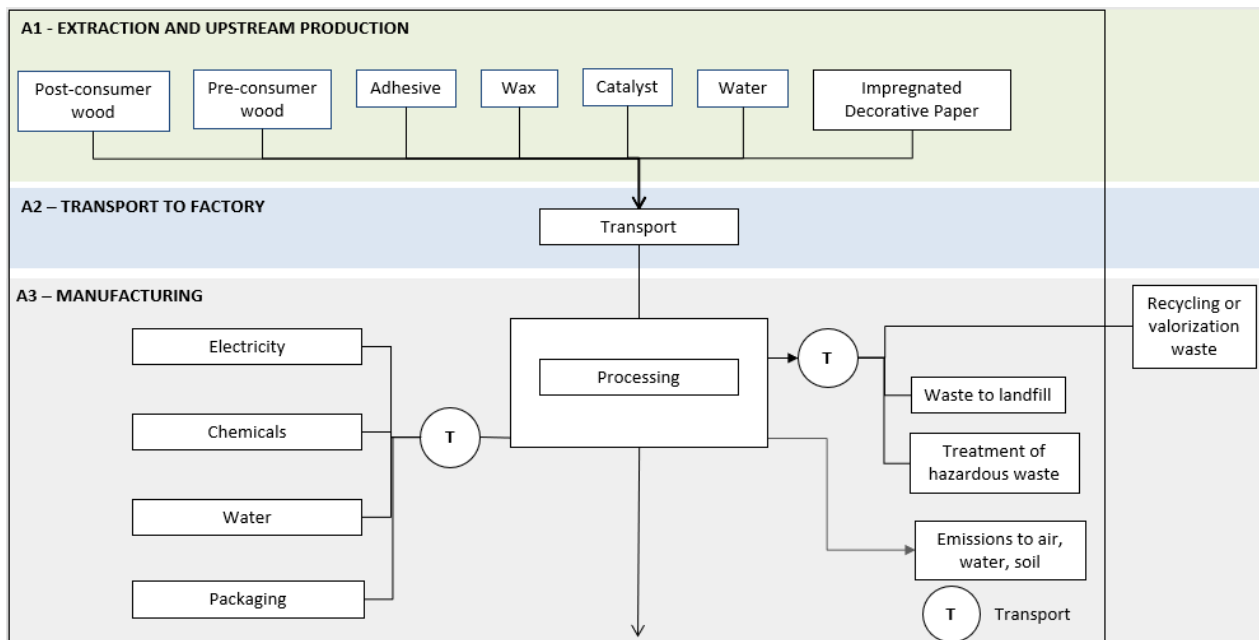 A1 - EXTRACTION AND UPSTREAM PRODUCTION
Post-consumer
wood
Pre-consumer
wood
Adhesive
Wax
Catalyst
Water
Impregnated
Decorative Paper
A2 – TRANSPORT TO FACTORY
Transport
A3 – MANUFACTURING
Electricity
Chemicals
Water
Packaging
T
Processing
T
Recycling or
valorization
waste
Waste to landfill
Treatment of
hazardous waste
Emissions to air,
water, soil
T
Transport